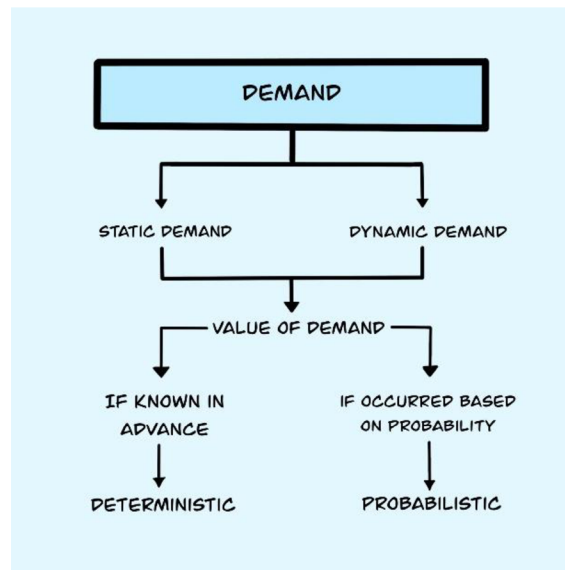 DEMAND
STATIC DEMAND
DYNAMIC DEMAND
VALUE OF DEMAND
IF KNOWN IN
ADVANCE
IF OCCURRED BASED
ON PROBABILITY
DETERMINISTIC
PROBABILISTIC